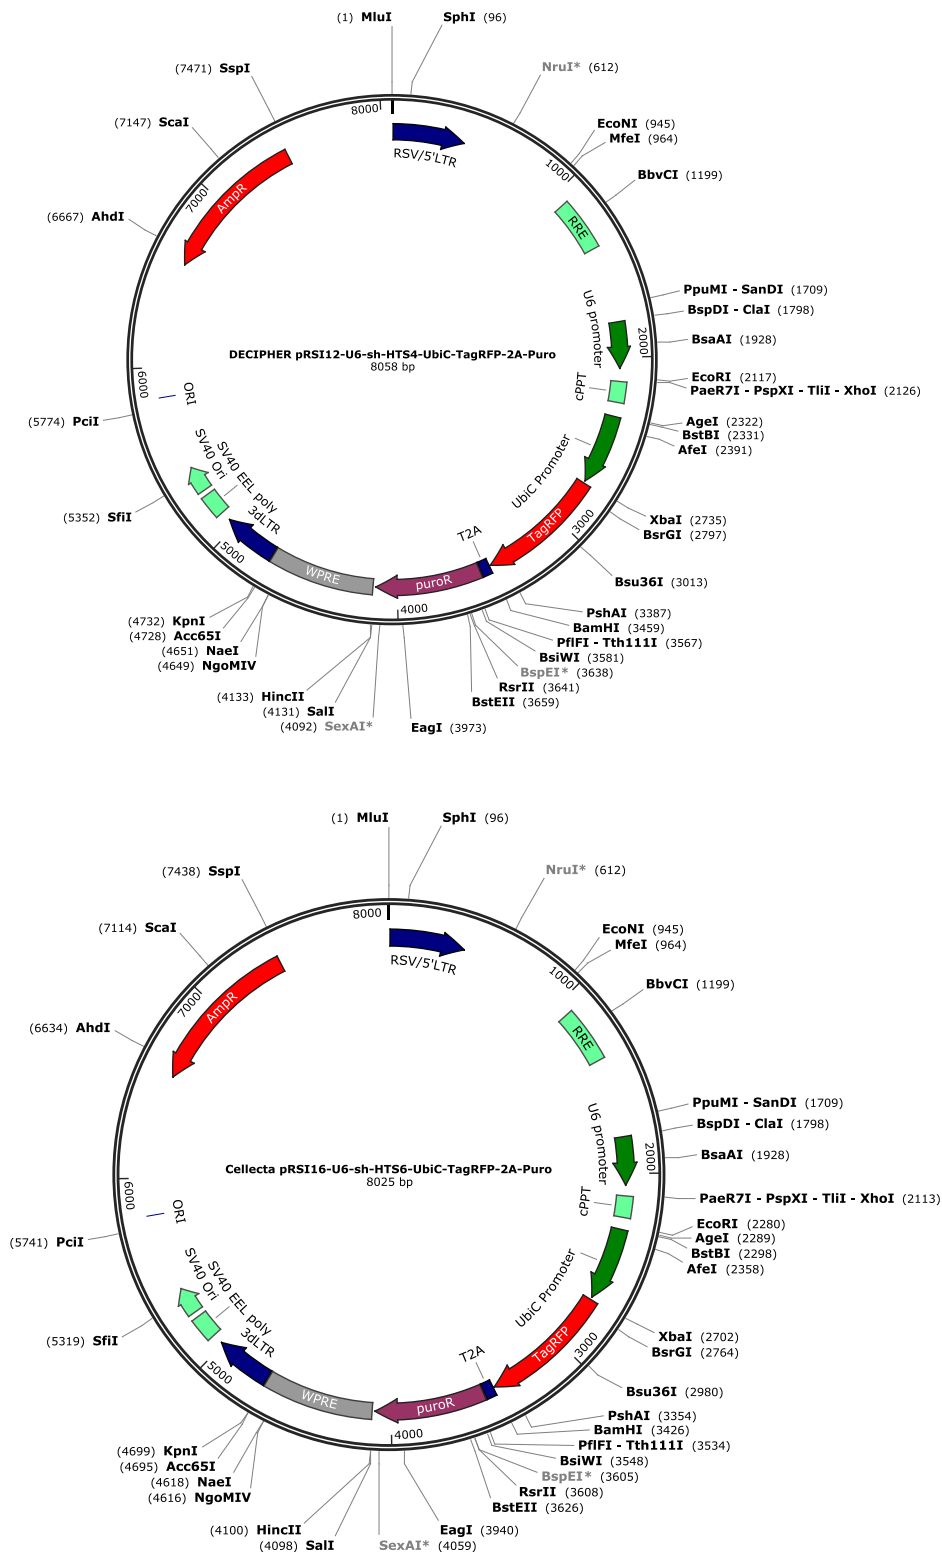 (1) MluI
SphI (96)
(7471) SspI
NruI* (612)
8000
(7147) ScaI
EcoNI (945)
MfeI (964)
RSV/5'LTR
1000
BbvCI (1199)
7000
AmpR
(6667) AhdI
RRE
PpuMI - SanDI (1709)
BspDI - ClaI (1798)
U6 promoter
BsaAI (1928)
2000
DECIPHER pRSI12-U6-sh-HTS4-UbiC-TagRFP-2A-Puro
8058 bp
EcoRI (2117)
PaeR7I - PspXI - TliI - XhoI (2126)
6000
ORI
cPPT
(5774) PciI
AgeI (2322)
BstBI (2331)
AfeI (2391)
SV40 Ori
SV40 EEL poly
UbiC Promoter
(5352) SfiI
3dLTR
XbaI (2735)
BsrGI (2797)
TagRFP
3000
5000
T2A
WPRE
puroR
Bsu36I (3013)
4000
PshAI (3387)
(4732) KpnI
BamHI (3459)
(4728) Acc65I
PflFI - Tth111I (3567)
(4651) NaeI
BsiWI (3581)
(4649) NgoMIV
BspEI* (3638)
RsrII (3641)
(4133) HincII
BstEII (3659)
(4131) SalI
(4092) SexAI*
EagI (3973)
(1) MluI
SphI (96)
(7438) SspI
NruI* (612)
8000
(7114) ScaI
EcoNI (945)
MfeI (964)
RSV/5'LTR
1000
BbvCI (1199)
7000
AmpR
(6634) AhdI
RRE
PpuMI - SanDI (1709)
BspDI - ClaI (1798)
U6 promoter
BsaAI (1928)
2000
Cellecta pRSI16-U6-sh-HTS6-UbiC-TagRFP-2A-Puro
8025 bp
PaeR7I - PspXI - TliI - XhoI (2113)
6000
ORI
cPPT
EcoRI (2280)
(5741) PciI
AgeI (2289)
BstBI (2298)
AfeI (2358)
SV40 Ori
SV40 EEL poly
UbiC Promoter
(5319) SfiI
3dLTR
XbaI (2702)
BsrGI (2764)
TagRFP
3000
5000
T2A
WPRE
puroR
Bsu36I (2980)
4000
PshAI (3354)
BamHI (3426)
(4699) KpnI
PflFI - Tth111I (3534)
(4695) Acc65I
BsiWI (3548)
(4618) NaeI
BspEI* (3605)
(4616) NgoMIV
RsrII (3608)
BstEII (3626)
(4100) HincII
EagI (3940)
(4098) SalI
SexAI* (4059)